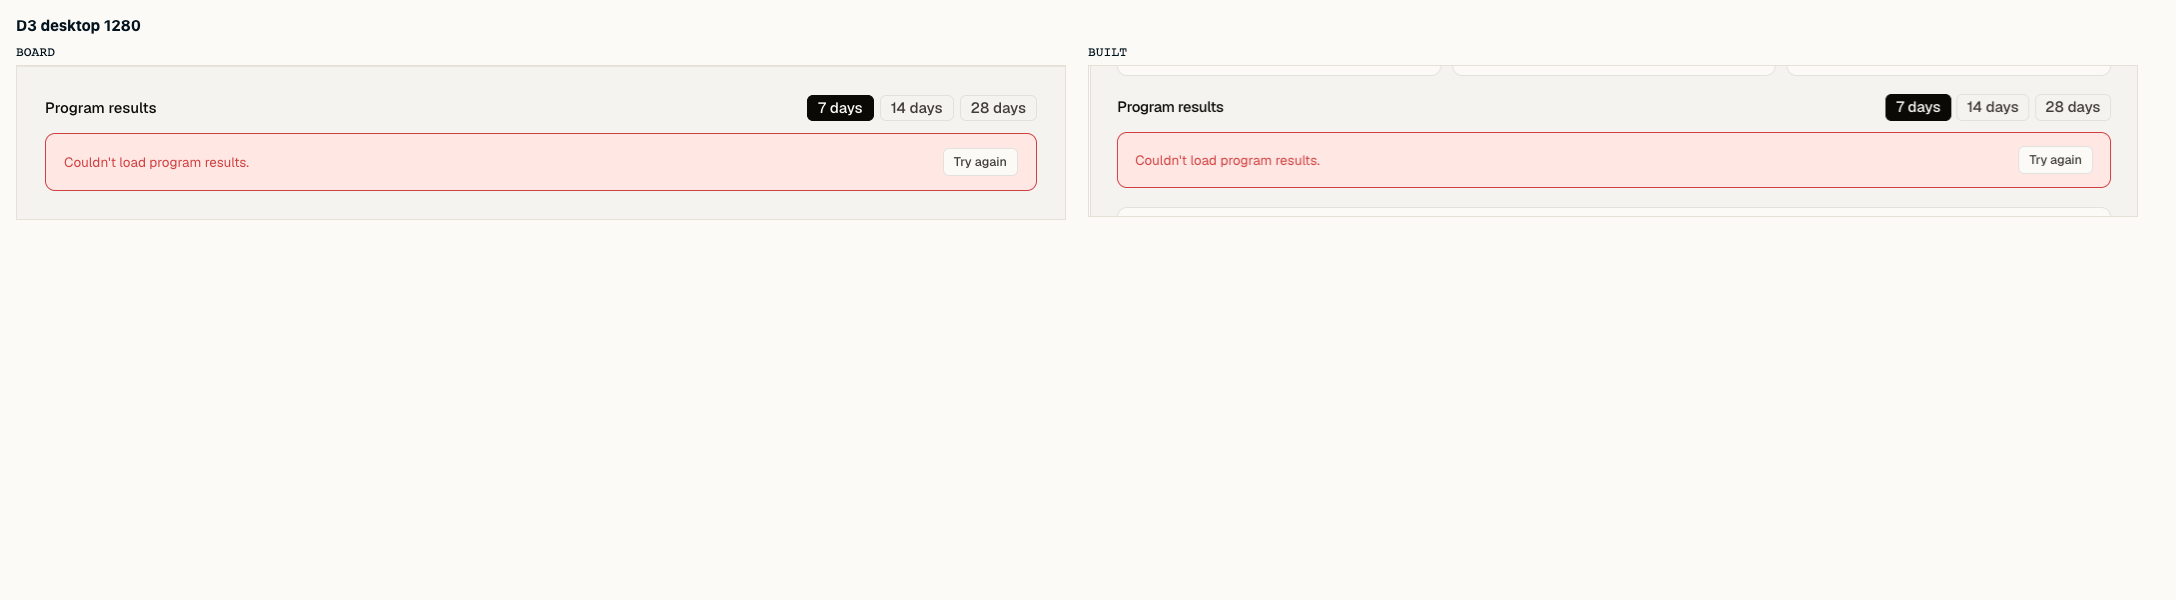 D3 desktop 1280
BOARD
Program results
7 days
14 days
28 days
Couldn't load program results.
Try again
BUILT
Program results
7 days
14 days
28 days
Couldn't load program results.
Try again